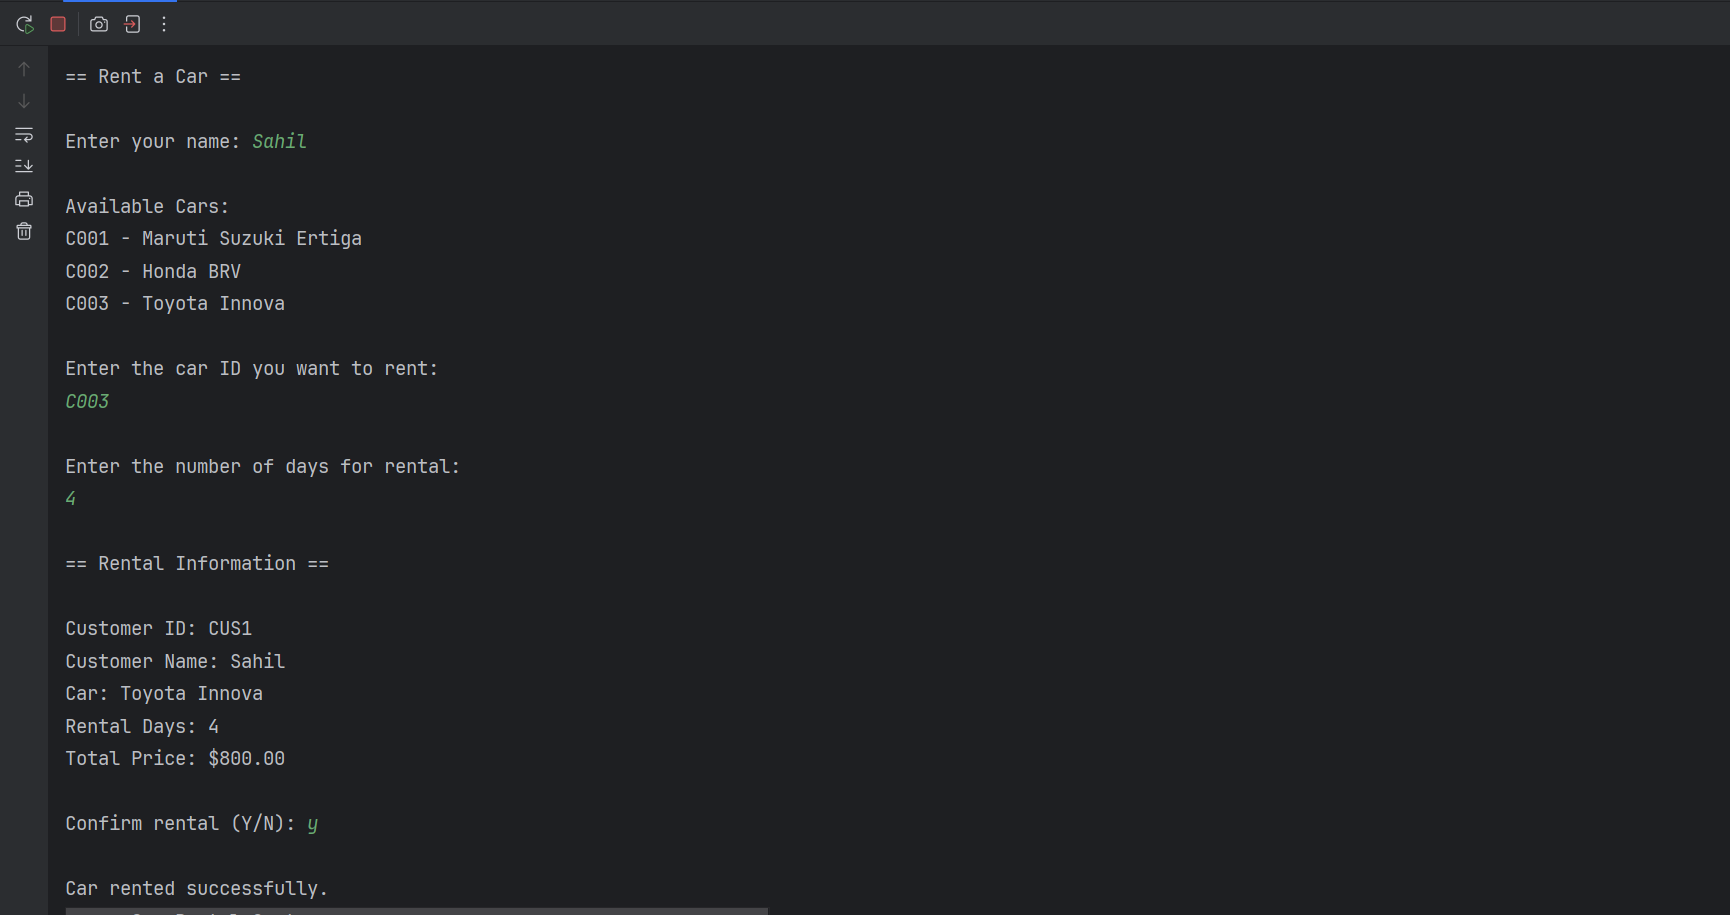 == Rent a Car ==
Enter your name: Sahil
Available Cars:
C001 - Maruti Suzuki Ertiga
C002 - Honda BRV
C003 - Toyota Innova
Enter the car ID you want to rent:
C003
Enter the number of days for rental:
4
== Rental Information ==
Customer ID: CUS1
Customer Name: Sahil
Car: Toyota Innova
Rental Days: 4
Total Price: $800.00
Confirm rental (Y/N): y
Car rented successfully.